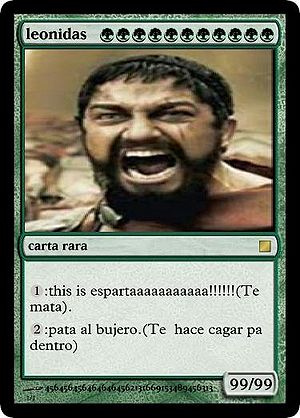 leonidas
carta rara
1 :this is espartaaaaaaaaaaa!!!!!!(Te
mata).
2 :pata al bujero.(Te hace cagar pa
dentro)
99/99